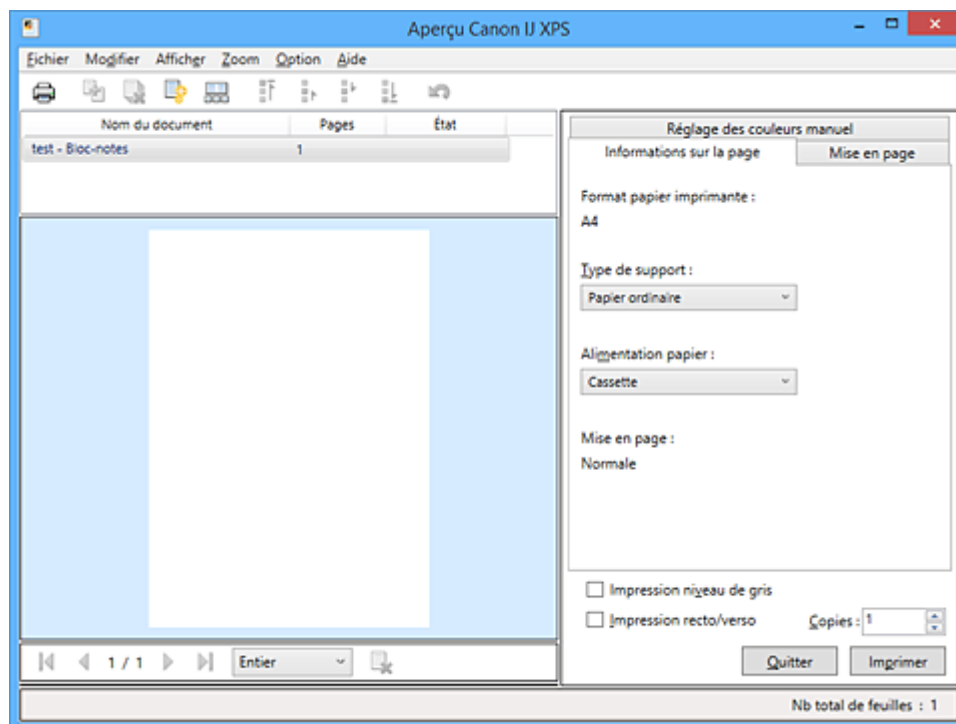 Aperçu Canon IJ XPS
Fichier Modifier Afficher Zoom Option Aide
Nom du document Pages État
test - Bloc-notes 1
Réglage des couleurs manuel
Informations sur la page Mise en page
Format papier imprimante :
A4
Type de support :
Papier ordinaire
Alimentation papier :
Cassette
Mise en page :
Normale
Impression niveau de gris
Impression recto/verso Copies : 1
1 / 1 Entier
Quitter Imprimer
Nb total de feuilles : 1